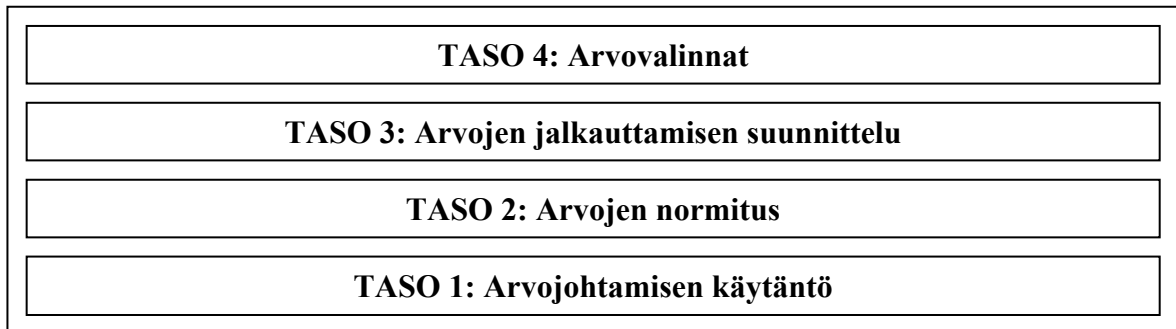 TASO 4: Arvovalinnat
TASO 3: Arvojen jalkauttamisen suunnittelu
TASO 2: Arvojen normitus
TASO 1: Arvojohtamisen käytäntö